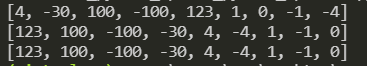 [4, -30, 100, -100, 123, 1, 0, -1, -4]
[123, 100, -100, -30, 4, -4, 1, -1, 0]
[123, 100, -100, -30, 4, -4, 1, -1, 0]